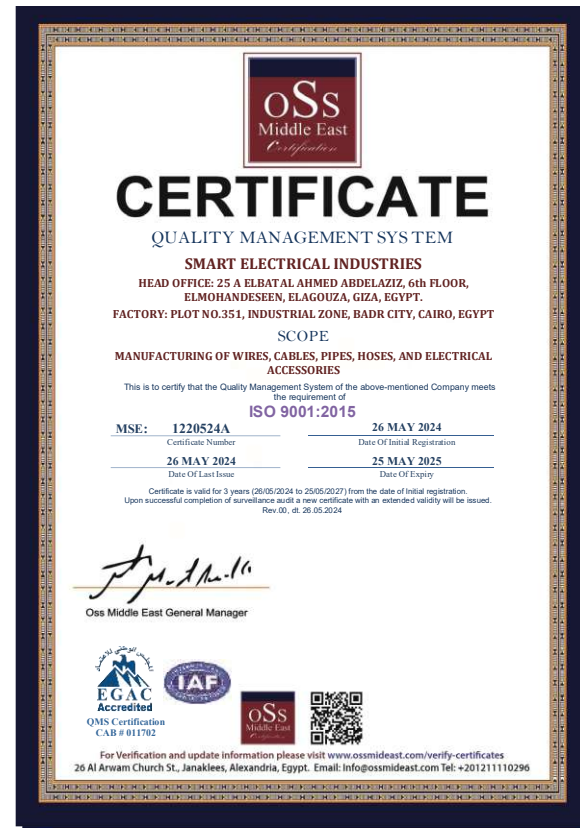 OSS
Middle East
Certification
CERTIFICATE
QUALITY MANAGEMENT SYS TEM
SMART ELECTRICAL INDUSTRIES
HEAD OFFICE: 25 A ELBATAL AHMED ABDELAZIZ, 6th FLOOR,
ELMOHANDESEEN, ELAGOUZA, GIZA, EGYPT.
FACTORY: PLOT NO.351, INDUSTRIAL ZONE, BADR CITY, CAIRO, EGYPT
SCOPE
MANUFACTURING OF WIRES, CABLES, PIPES, HOSES, AND ELECTRICAL
ACCESSORIES
This is to certify that the Quality Management System of the above-mentioned Company meets
the requirement of
ISO 9001:2015
MSE: 1220524A 26 MAY 2024
Certificate Number Date Of Initial Registration
26 MAY 2024 25 MAY 2025
Date Of Last Issue Date Of Expiry
Certificate is valid for 3 years (26/05/2024 to 25/05/2027) from the date of Initial registration.
Upon successful completion of surveillance audit a new certificate with an extended validity will be issued.
Rev.00, dt. 26.05.2024
Oss Middle East General Manager
المجلس الوطني للاعتماد
EGAC
Accredited
IAF
QMS Certification
CAB # 011702
OSS
Middle East
Certification
For Verification and update information please visit www.ossmideast.com/verify-certificates
26 Al Arwam Church St., Janaklees, Alexandria, Egypt. Email: Info@ossmideast.com Tel: +201211110296